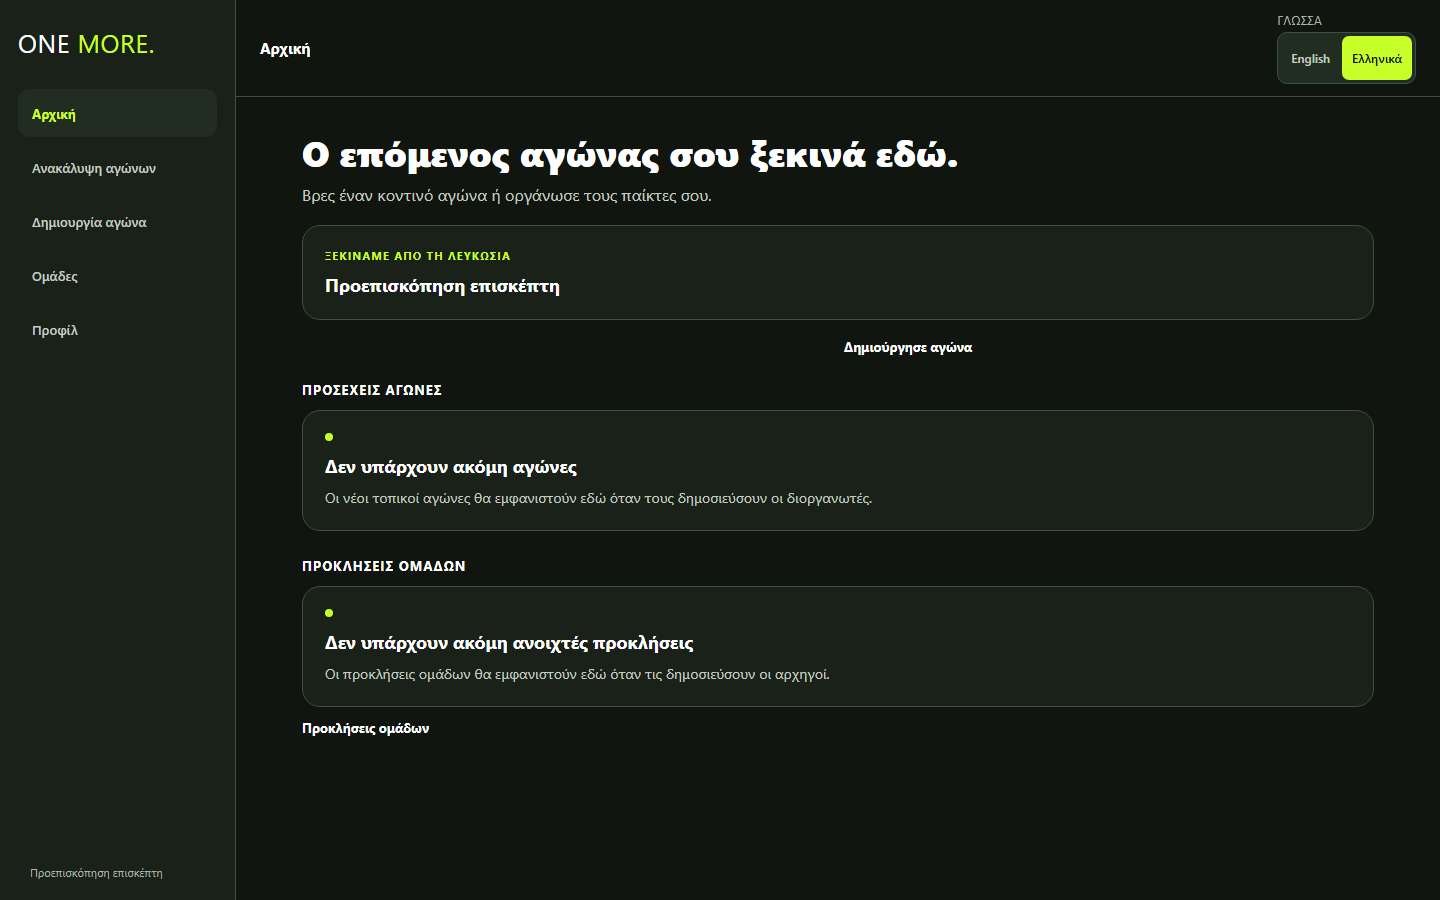 ONE MORE.
Αρχική
Ανακάλυψη αγώνων
Δημιουργία αγώνα
Ομάδες
Προφίλ
Προεπισκόπηση επισκέπτη
Αρχική
ΓΛΩΣΣΑ
English
Ελληνικά
Ο επόμενος αγώνας σου ξεκινά εδώ.
Βρες έναν κοντινό αγώνα ή οργάνωσε τους παίκτες σου.
ΞΕΚΙΝΑΜΕ ΑΠΟ ΤΗ ΛΕΥΚΩΣΙΑ
Προεπισκόπηση επισκέπτη
Δημιούργησε αγώνα
ΠΡΟΣΕΧΕΙΣ ΑΓΩΝΕΣ
Δεν υπάρχουν ακόμη αγώνες
Οι νέοι τοπικοί αγώνες θα εμφανιστούν εδώ όταν τους δημοσιεύσουν οι διοργανωτές.
ΠΡΟΚΛΗΣΕΙΣ ΟΜΑΔΩΝ
Δεν υπάρχουν ακόμη ανοιχτές προκλήσεις
Οι προκλήσεις ομάδων θα εμφανιστούν εδώ όταν τις δημοσιεύσουν οι αρχηγοί.
Προκλήσεις ομάδων